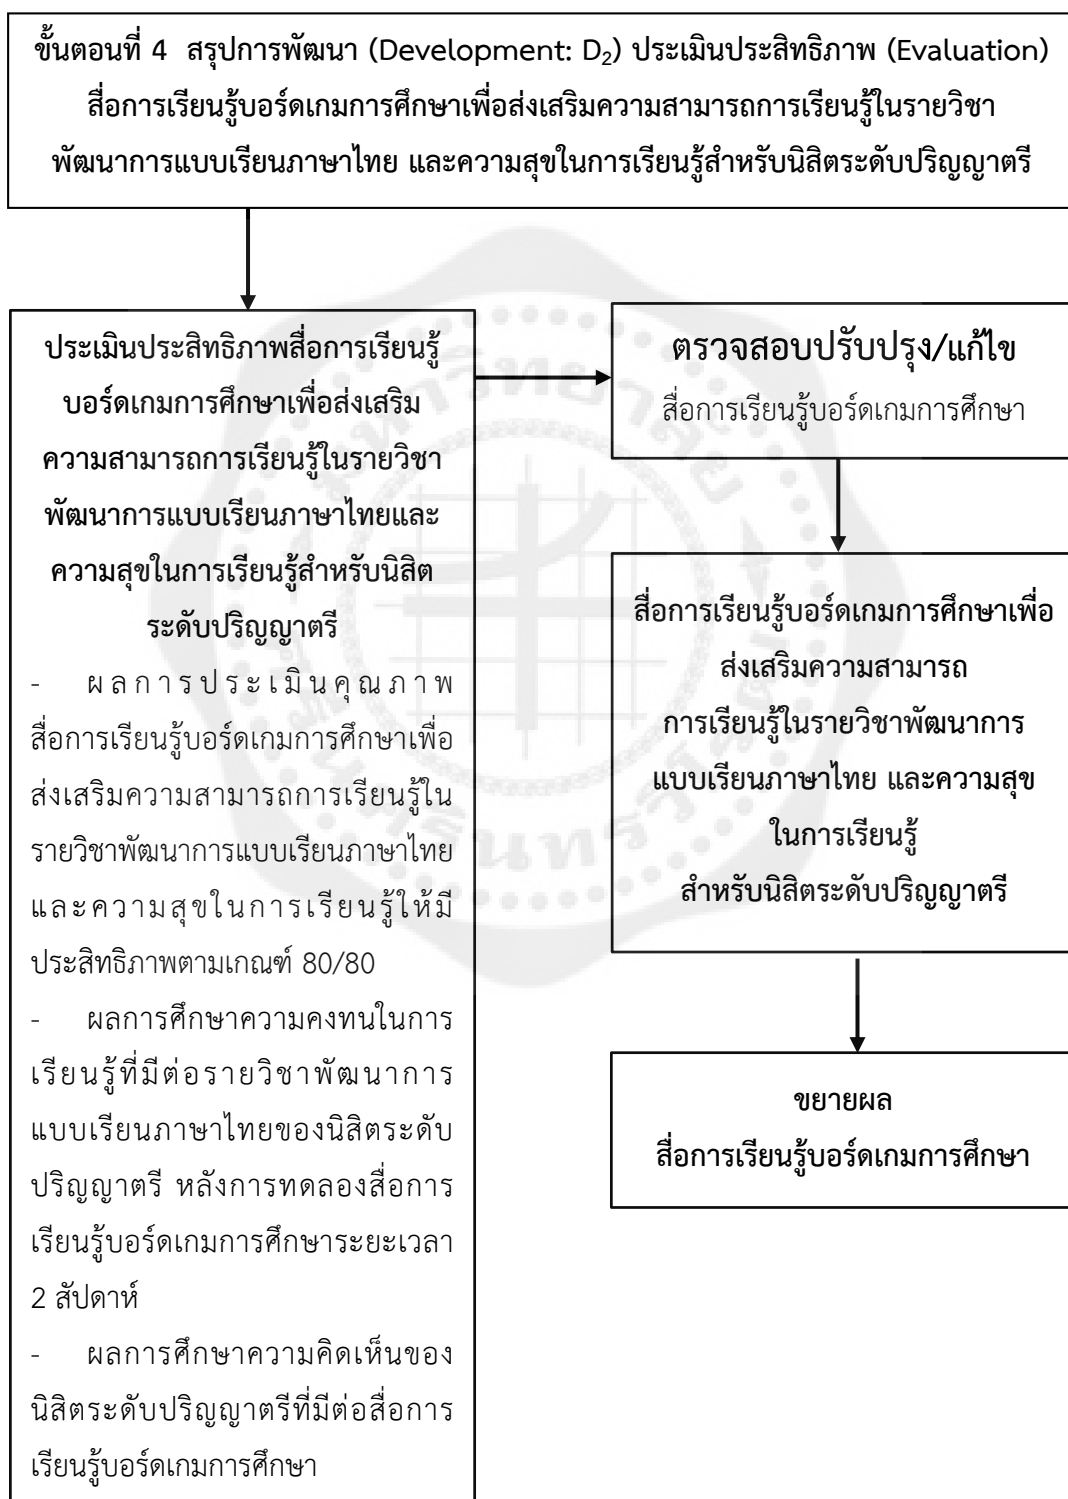 ขั้นตอนที่ 4 สรุปการพัฒนา (Development: D₂) ประเมินประสิทธิภาพ (Evaluation)
สื่อการเรียนรู้บอร์ดเกมการศึกษาเพื่อส่งเสริมความสามารถการเรียนรู้ในรายวิชา
พัฒนาการแบบเรียนภาษาไทย และความสุขในการเรียนรู้สำหรับนิสิตระดับปริญญาตรี
ประเมินประสิทธิภาพสื่อการเรียนรู้
บอร์ดเกมการศึกษาเพื่อส่งเสริม
ความสามารถการเรียนรู้ในรายวิชา
พัฒนาการแบบเรียนภาษาไทยและ
ความสุขในการเรียนรู้สำหรับนิสิต
ระดับปริญญาตรี
- ผลการประเมินคุณภาพ
สื่อการเรียนรู้บอร์ดเกมการศึกษาเพื่อ
ส่งเสริมความสามารถการเรียนรู้ใน
รายวิชาพัฒนาการแบบเรียนภาษาไทย
และความสุขในการเรียนรู้ให้มี
ประสิทธิภาพตามเกณฑ์ 80/80
- ผลการศึกษาความคงทนในการ
เรียนรู้ที่มีต่อรายวิชาพัฒนาการ
แบบเรียนภาษาไทยของนิสิตระดับ
ปริญญาตรี หลังการทดลองสื่อการ
เรียนรู้บอร์ดเกมการศึกษาระยะเวลา
2 สัปดาห์
- ผลการศึกษาความคิดเห็นของ
นิสิตระดับปริญญาตรีที่มีต่อสื่อการ
เรียนรู้บอร์ดเกมการศึกษา
ตรวจสอบปรับปรุง/แก้ไข
สื่อการเรียนรู้บอร์ดเกมการศึกษา
สื่อการเรียนรู้บอร์ดเกมการศึกษาเพื่อ
ส่งเสริมความสามารถ
การเรียนรู้ในรายวิชาพัฒนาการ
แบบเรียนภาษาไทย และความสุข
ในการเรียนรู้
สำหรับนิสิตระดับปริญญาตรี
ขยายผล
สื่อการเรียนรู้บอร์ดเกมการศึกษา
มหาวิทยาลัย
ศรีนครินทรวิโรฒ